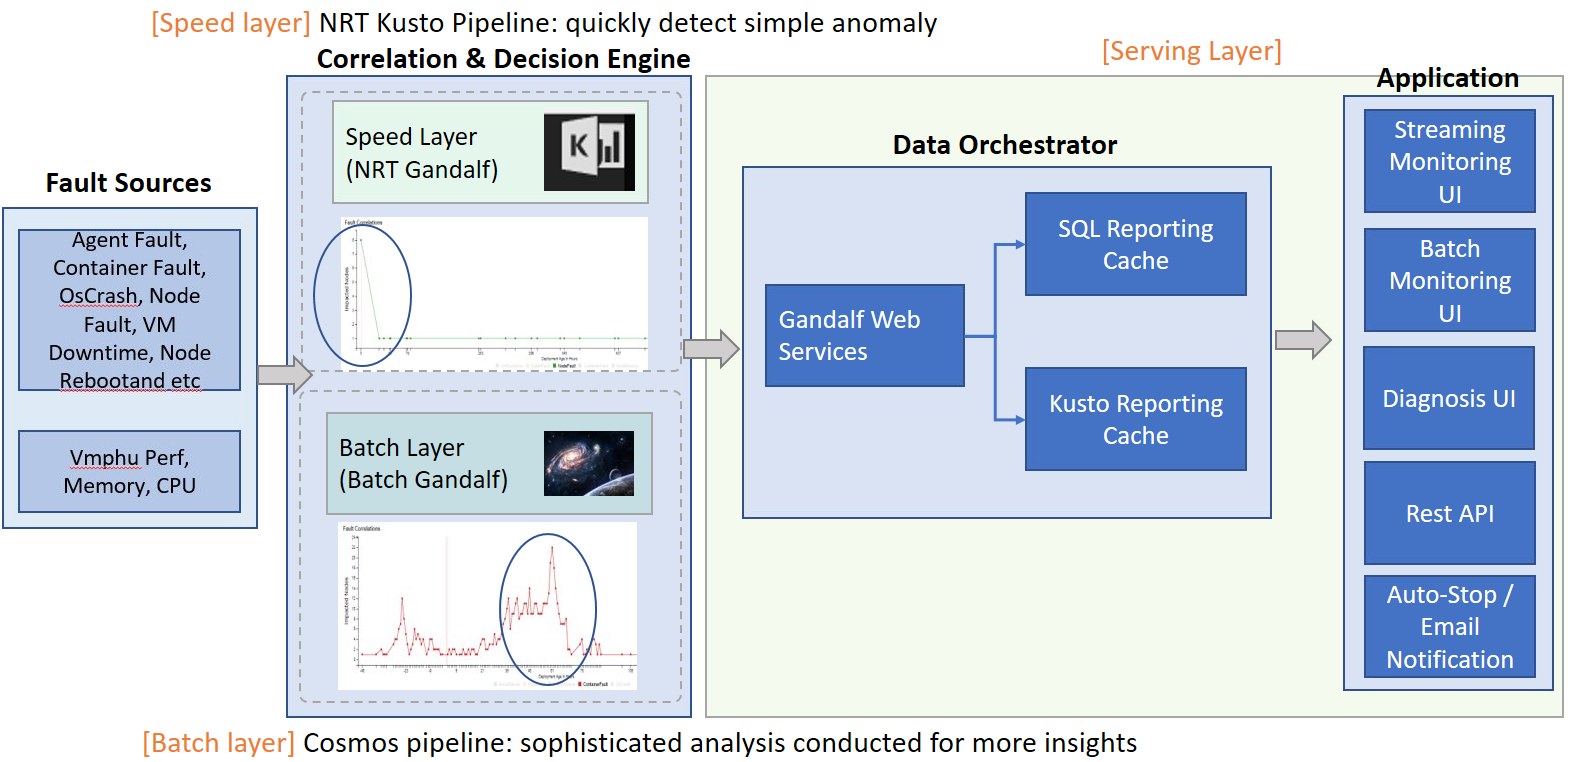 [Speed layer] NRT Kusto Pipeline: quickly detect simple anomaly
Correlation & Decision Engine
[Serving Layer]
Application
Fault Sources
Agent Fault,
Container Fault,
OsCrash, Node
Fault, VM
Downtime, Node
Rebootand etc
Vmphu Perf,
Memory, CPU
Speed Layer
(NRT Gandalf)
K
Fault Correlations
Impacted Nodes
Deployment Age in Hours
NodeFault
Batch Layer
(Batch Gandalf)
Fault Correlations
Impacted Nodes
Deployment Age in Hours
ContainerFault
Data Orchestrator
Gandalf Web
Services
SQL Reporting
Cache
Kusto Reporting
Cache
Streaming
Monitoring
UI
Batch
Monitoring
UI
Diagnosis UI
Rest API
Auto-Stop /
Email
Notification
[Batch layer] Cosmos pipeline: sophisticated analysis conducted for more insights